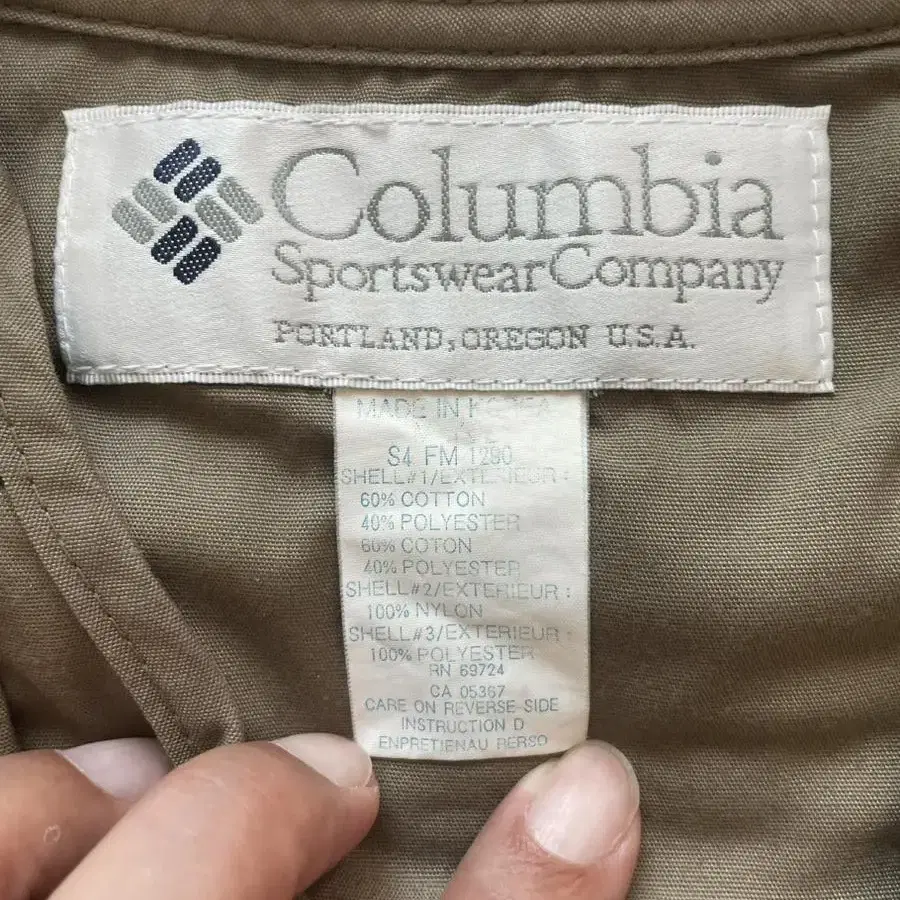 Columbia
Sportswear Company
PORTLAND, OREGON U.S.A.
MADE IN KOREA
S4 FM 1290
SHELL#1/EXTERIEUR :
60% COTTON
40% POLYESTER
60% COTON
40% POLYESTER
SHELL#2/EXTERIEUR :
100% NYLON
SHELL#3/EXTERIEUR :
100% POLYESTER
RN 69724
CA 05367
CARE ON REVERSE SIDE
INSTRUCTION D
ENPRETIENAU RERSO